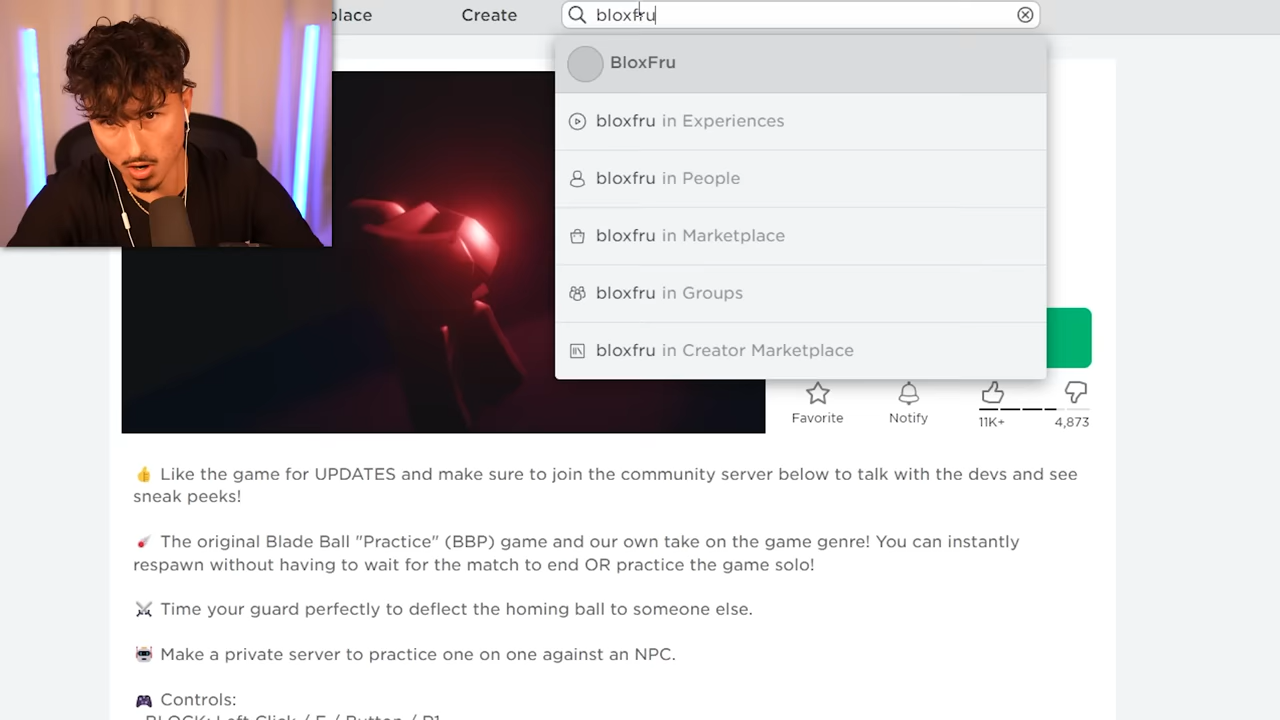 place
Create
bloxfru
BloxFru
bloxfru in Experiences
bloxfru in People
bloxfru in Marketplace
bloxfru in Groups
bloxfru in Creator Marketplace
Favorite
Notify
11K+
4,873
👍 Like the game for UPDATES and make sure to join the community server below to talk with the devs and see
sneak peeks!
☄️ The original Blade Ball "Practice" (BBP) game and our own take on the game genre! You can instantly
respawn without having to wait for the match to end OR practice the game solo!
⚔️ Time your guard perfectly to deflect the homing ball to someone else.
🤖 Make a private server to practice one on one against an NPC.
🎮 Controls:
BLOCK: Left Click / F / Button / R1